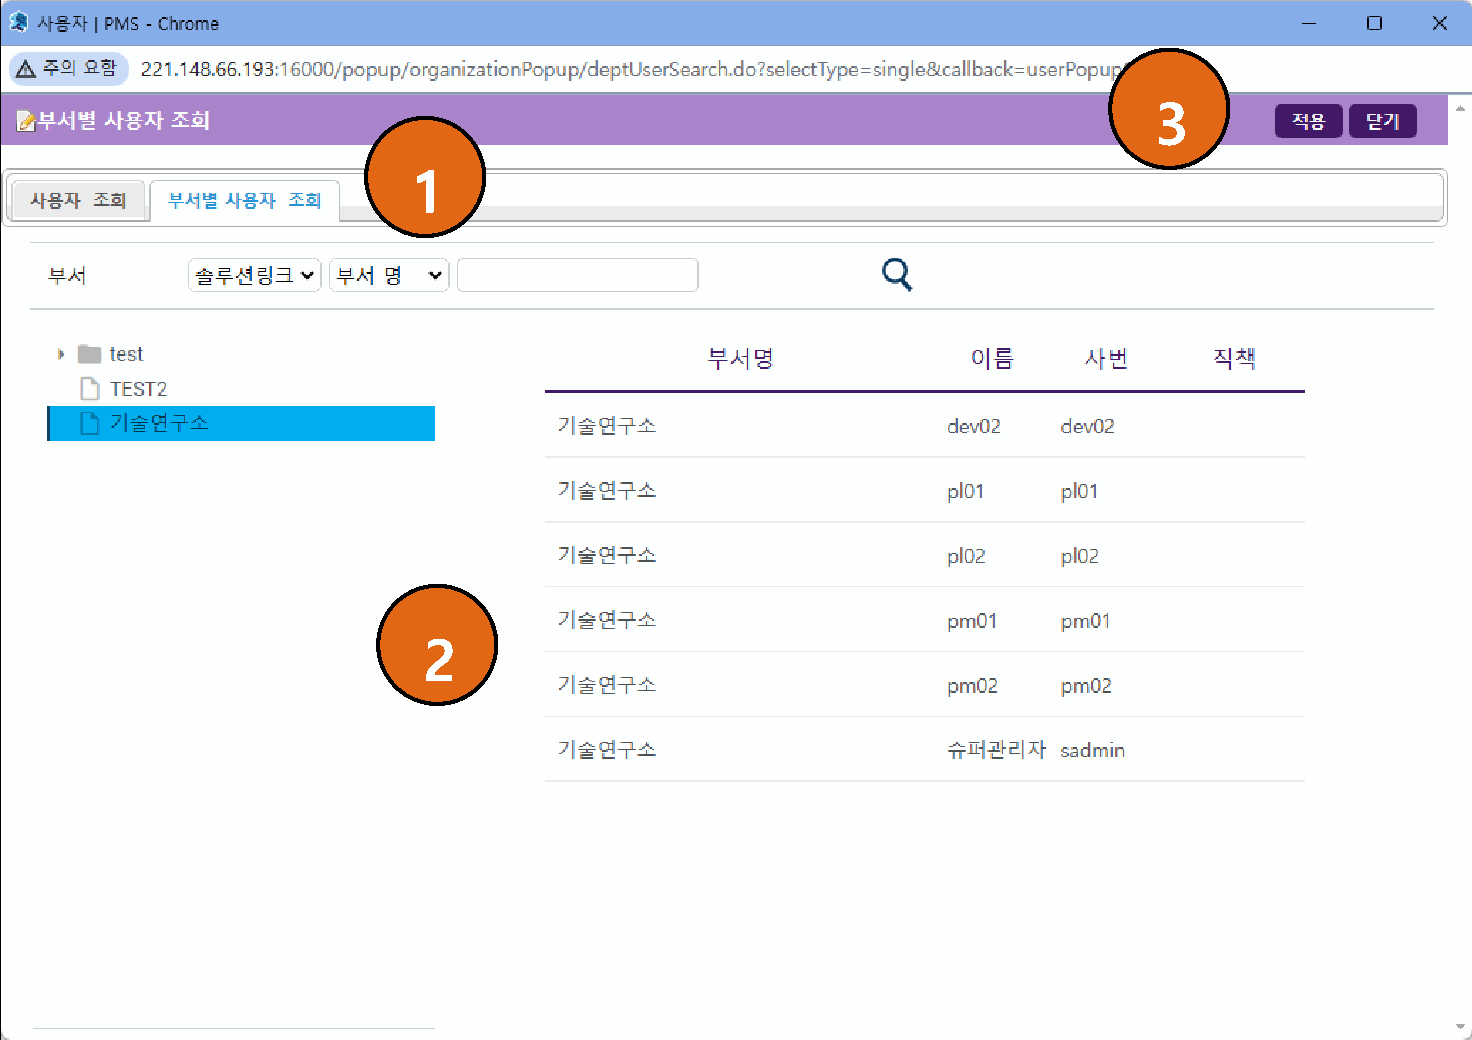 사용자 | PMS - Chrome
주의 요함 221.148.66.193:16000/popup/organizationPopup/deptUserSearch.do?selectType=single&callback=userPopup
부서별 사용자 조회
3
적용 닫기
1
사용자 조회 부서별 사용자 조회
부서 솔루션링크 부서 명
test
TEST2
기술연구소
부서명 이름 사번 직책
기술연구소 dev02 dev02
기술연구소 pl01 pl01
기술연구소 pl02 pl02
기술연구소 pm01 pm01
2
기술연구소 pm02 pm02
기술연구소 슈퍼관리자 sadmin